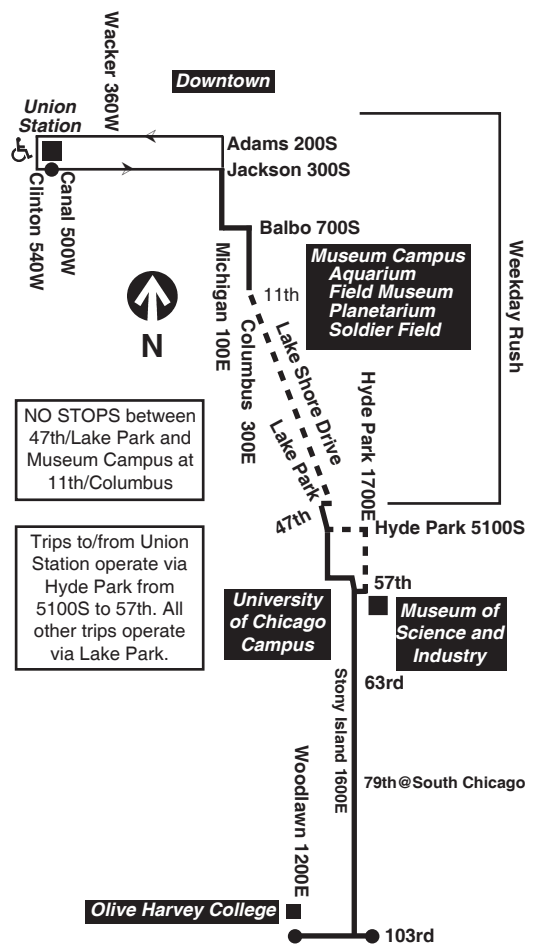 Wacker 360W
Downtown
Union
Station
Adams 200S
Jackson 300S
Clinton 540W
Canal 500W
Balbo 700S
Michigan 100E
Museum Campus
Aquarium
Field Museum
Planetarium
Soldier Field
Weekday Rush
11th
N
Columbus 300E
Lake Shore Drive
Lake Park
Hyde Park 1700E
NO STOPS between
47th/Lake Park and
Museum Campus at
11th/Columbus
47th
Hyde Park 5100S
Trips to/from Union
Station operate via
Hyde Park from
5100S to 57th. All
other trips operate
via Lake Park.
57th
University
of Chicago
Campus
Museum of
Science and
Industry
63rd
Stony Island 1600E
79th@South Chicago
Woodlawn 1200E
Olive Harvey College
103rd